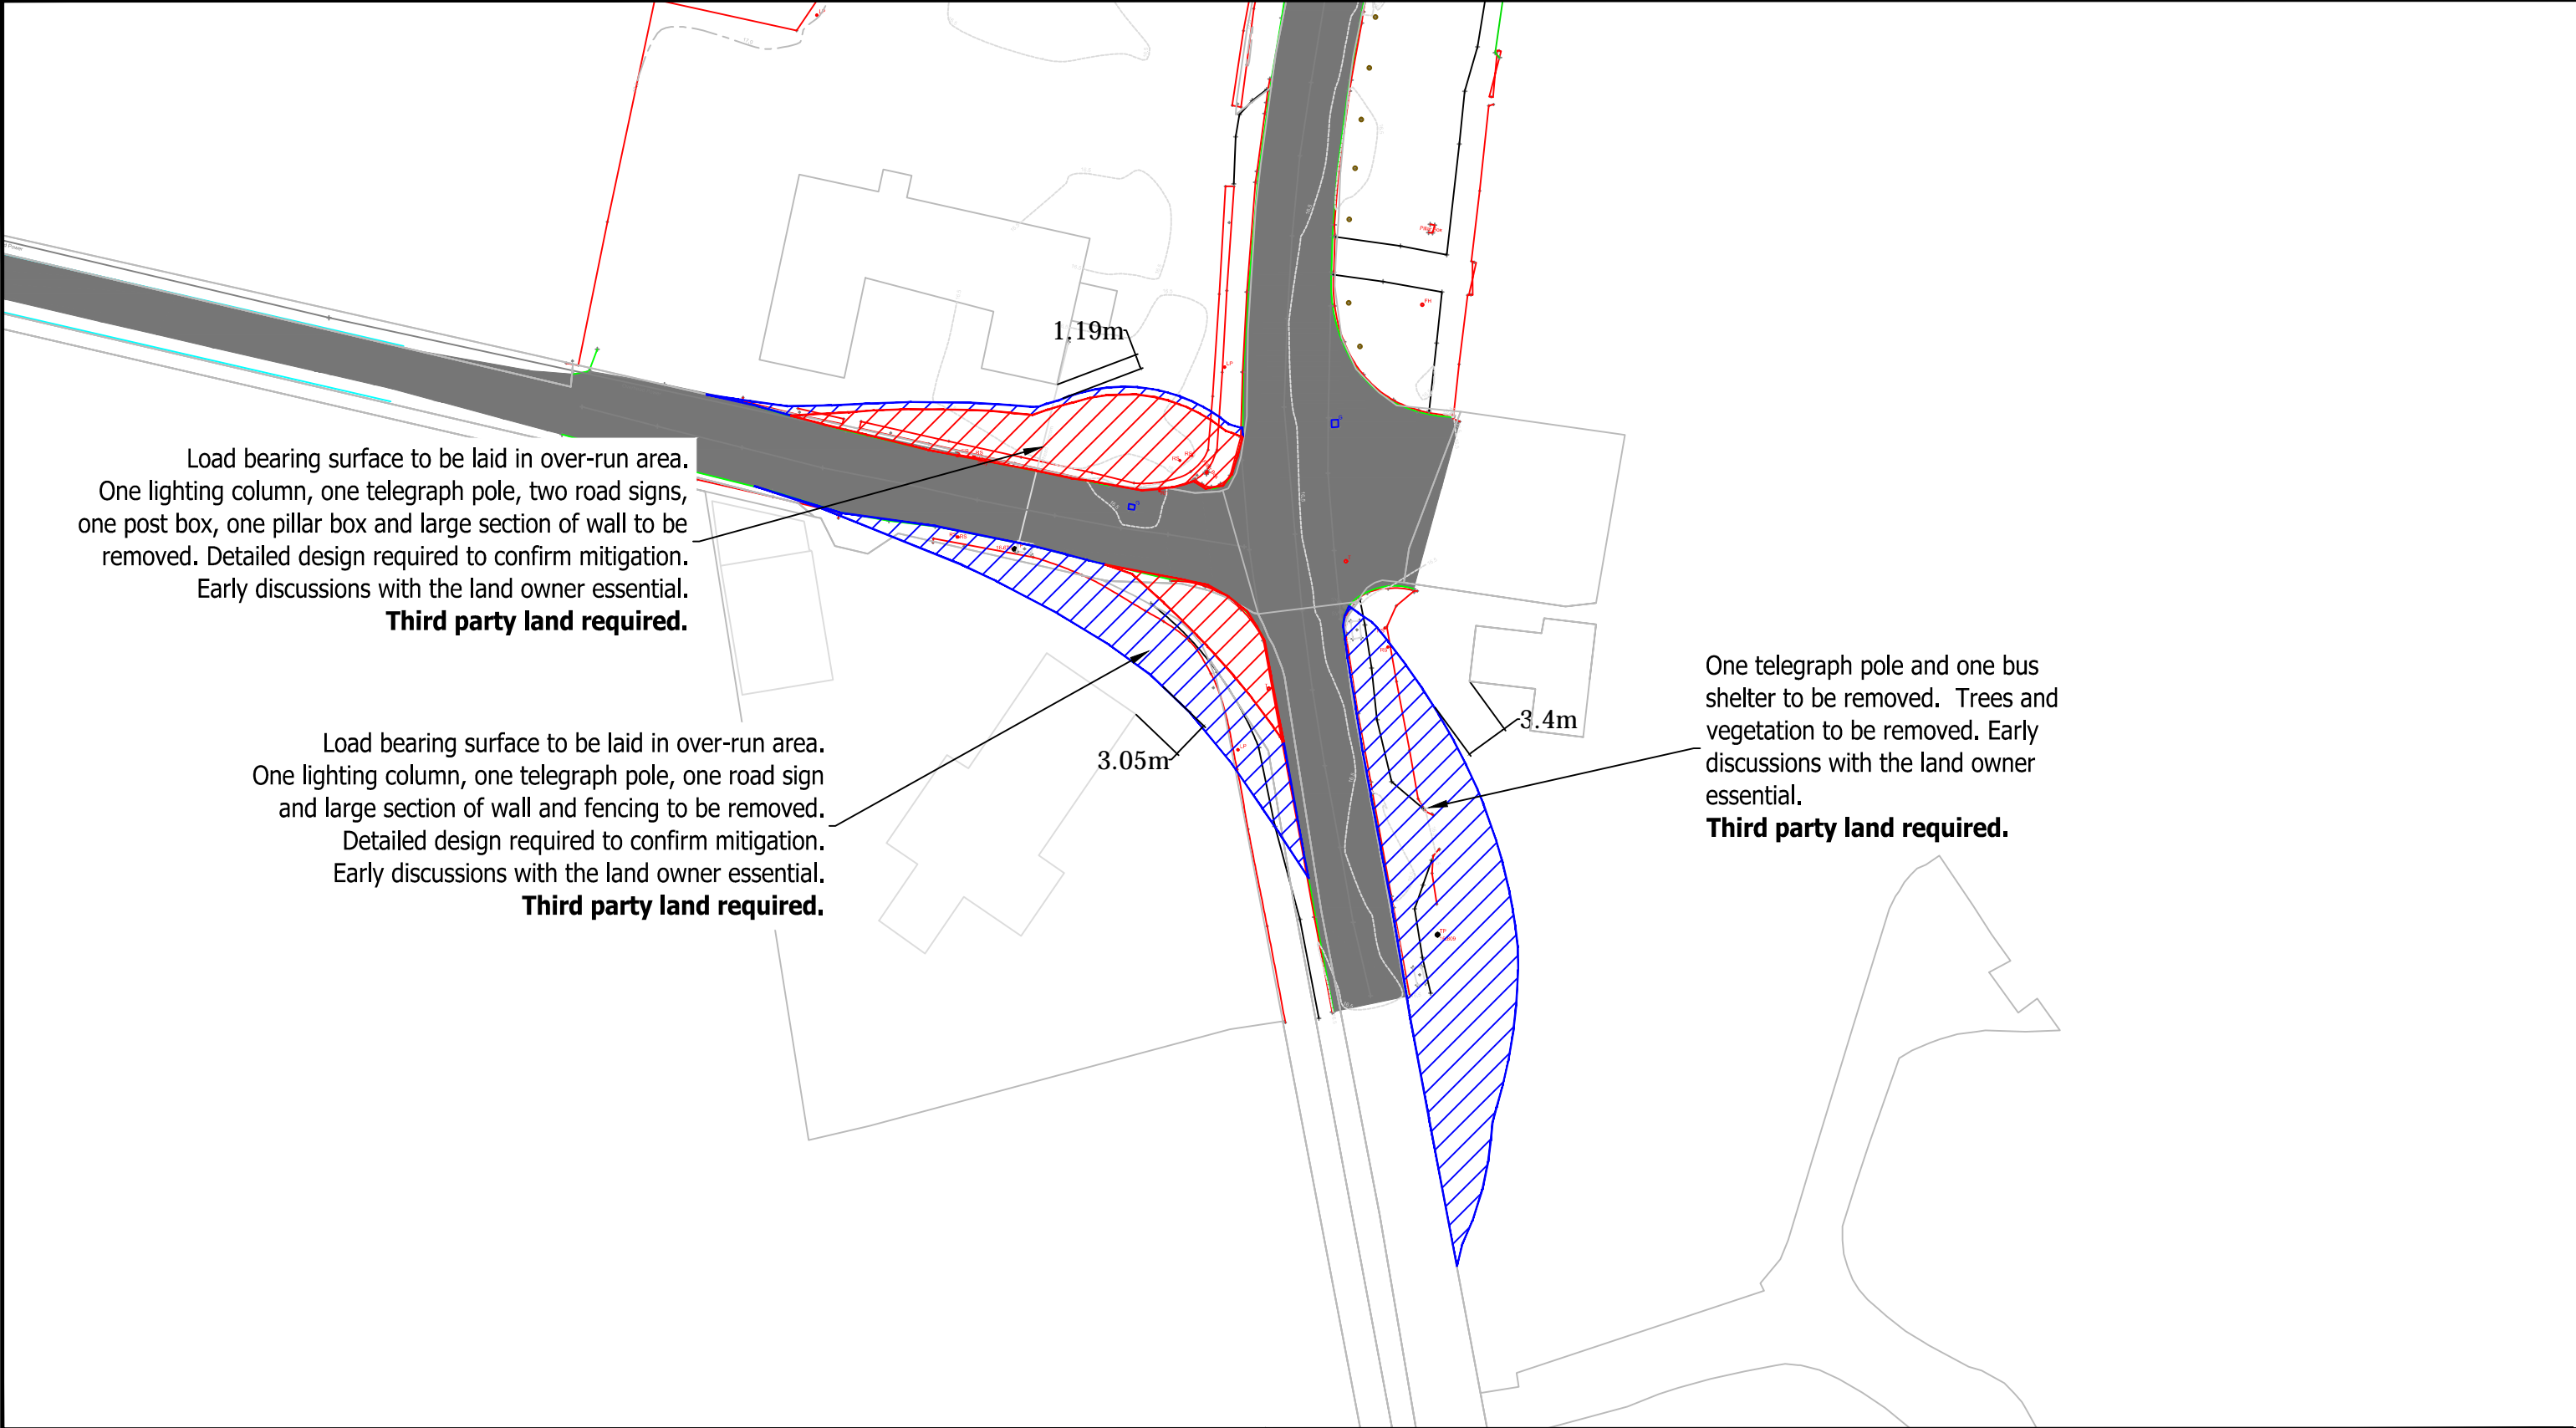 1.19m
Load bearing surface to be laid in over-run area.
One lighting column, one telegraph pole, two road signs,
one post box, one pillar box and large section of wall to be
removed. Detailed design required to confirm mitigation.
Early discussions with the land owner essential.
Third party land required.
One telegraph pole and one bus
shelter to be removed. Trees and
vegetation to be removed. Early
discussions with the land owner
essential.
Third party land required.
3.4m
3.05m
Load bearing surface to be laid in over-run area.
One lighting column, one telegraph pole, one road sign
and large section of wall and fencing to be removed.
Detailed design required to confirm mitigation.
Early discussions with the land owner essential.
Third party land required.
FH
LP
LP
TP